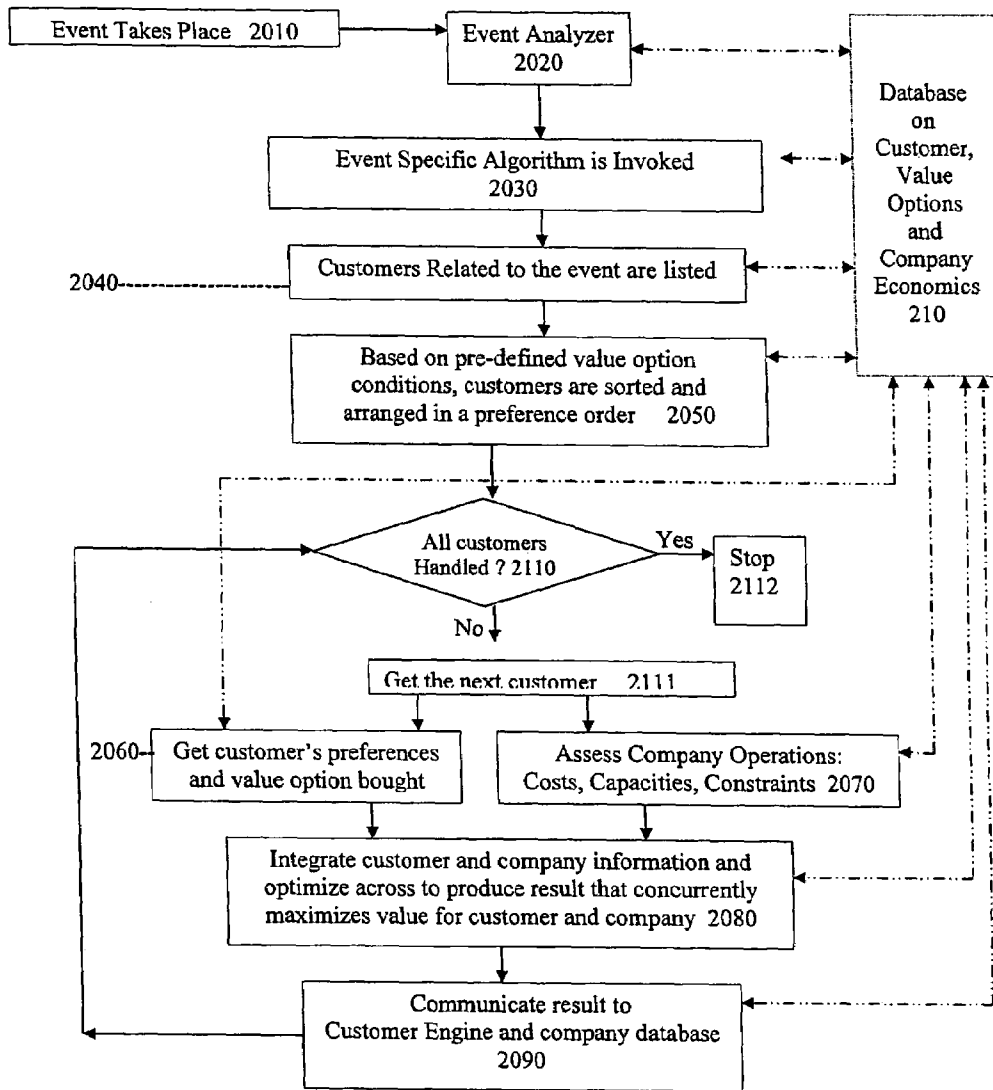 Event Takes Place 2010
Event Analyzer
2020
Database
on
Customer,
Value
Options
and
Company
Economics
210
Event Specific Algorithm is Invoked
2030
2040
Customers Related to the event are listed
Based on pre-defined value option
conditions, customers are sorted and
arranged in a preference order 2050
All customers
Handled ? 2110
Yes
Stop
2112
No
Get the next customer 2111
2060
Get customer's preferences
and value option bought
Assess Company Operations:
Costs, Capacities, Constraints 2070
Integrate customer and company information and
optimize across to produce result that concurrently
maximizes value for customer and company 2080
Communicate result to
Customer Engine and company database
2090